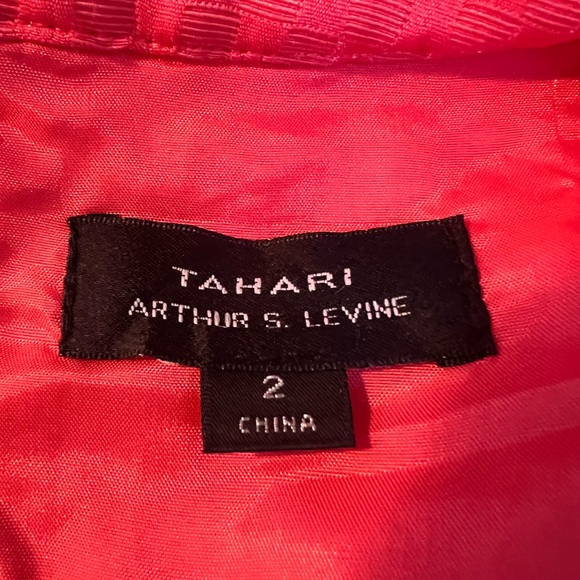 TAHARI
ARTHUR S. LEVINE
2
CHINA